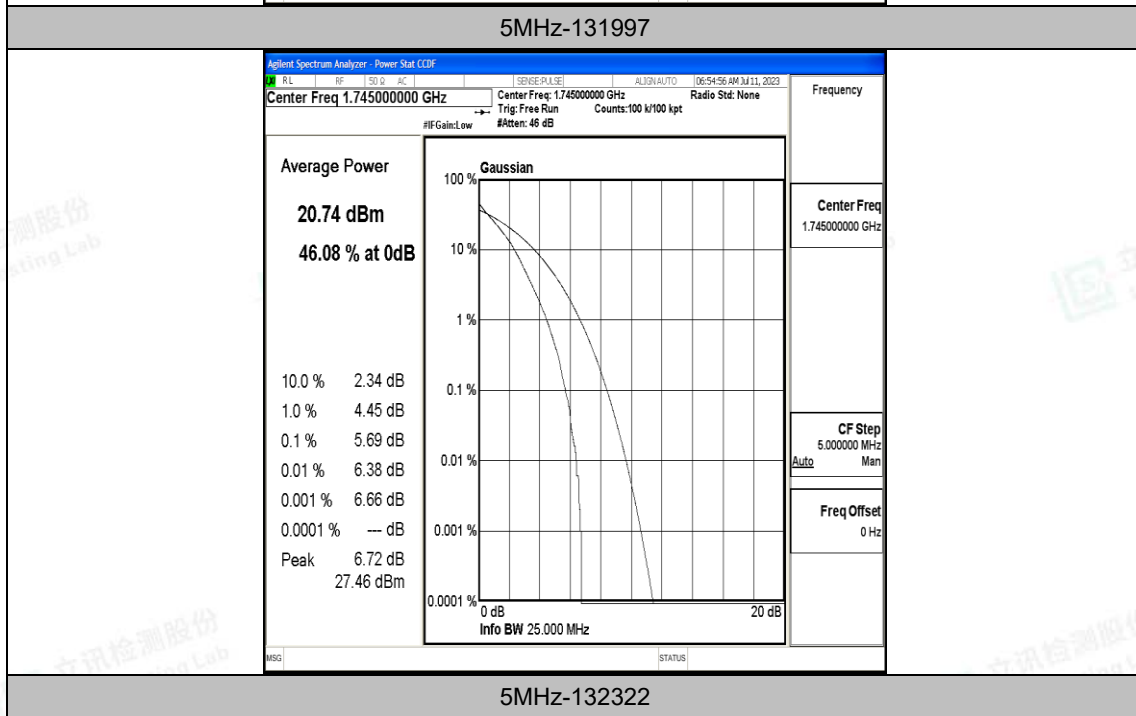 5MHz-131997
Agilent Spectrum Analyzer - Power Stat CCDF
RL RF 50 Ω AC SENSE:PULSE ALIGN AUTO 06:54:56 AM Jul 11, 2023
Center Freq 1.745000000 GHz
Center Freq: 1.745000000 GHz Radio Std: None
Trig: Free Run Counts:100 k/100 kpt
#IFGain:Low #Atten: 46 dB
Frequency
Average Power
20.74 dBm
46.08 % at 0dB
10.0 % 2.34 dB
1.0 % 4.45 dB
0.1 % 5.69 dB
0.01 % 6.38 dB
0.001 % 6.66 dB
0.0001 % --- dB
Peak 6.72 dB
27.46 dBm
Gaussian
100 %
10 %
1 %
0.1 %
0.01 %
0.001 %
0.0001 %
0 dB 20 dB
Info BW 25.000 MHz
Center Freq
1.745000000 GHz
CF Step
5.000000 MHz
Auto Man
Freq Offset
0 Hz
MSG STATUS
5MHz-132322